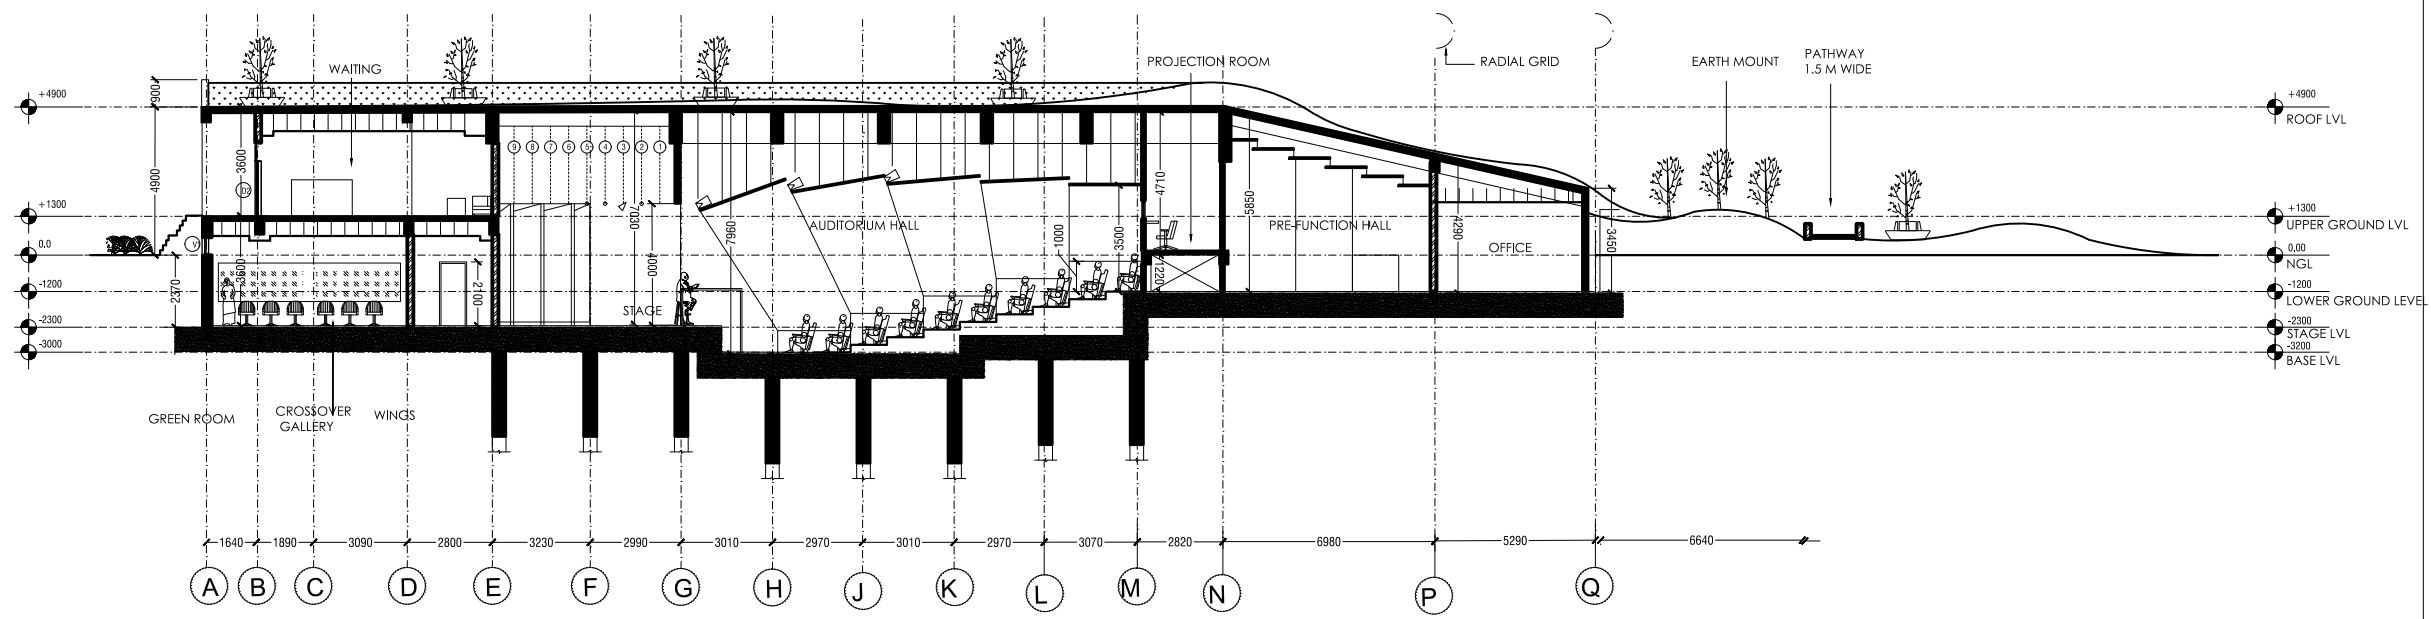 WAITING
PROJECTION ROOM
RADIAL GRID
EARTH MOUNT
PATHWAY
1.5 M WIDE
900
+4900
+4900
ROOF LVL
9
8
7
6
5
4
3
2
1
3600
4900
D2
4710
5850
+1300
+1300
UPPER GROUND LVL
AUDITORIUM HALL
PRE-FUNCTION HALL
7030
7960
1000
3500
4290
3450
OFFICE
V
0.0
0.00
NGL
3600
2370
2100
4000
1220
-1200
-1200
LOWER GROUND LEVEL
STAGE
-2300
-2300
STAGE LVL
-3000
-3200
BASE LVL
GREEN ROOM
CROSSOVER
GALLERY
WINGS
1640
1890
3090
2800
3230
2990
3010
2970
3010
2970
3070
2820
6980
5290
6640
A
B
C
D
E
F
G
H
J
K
L
M
N
P
Q